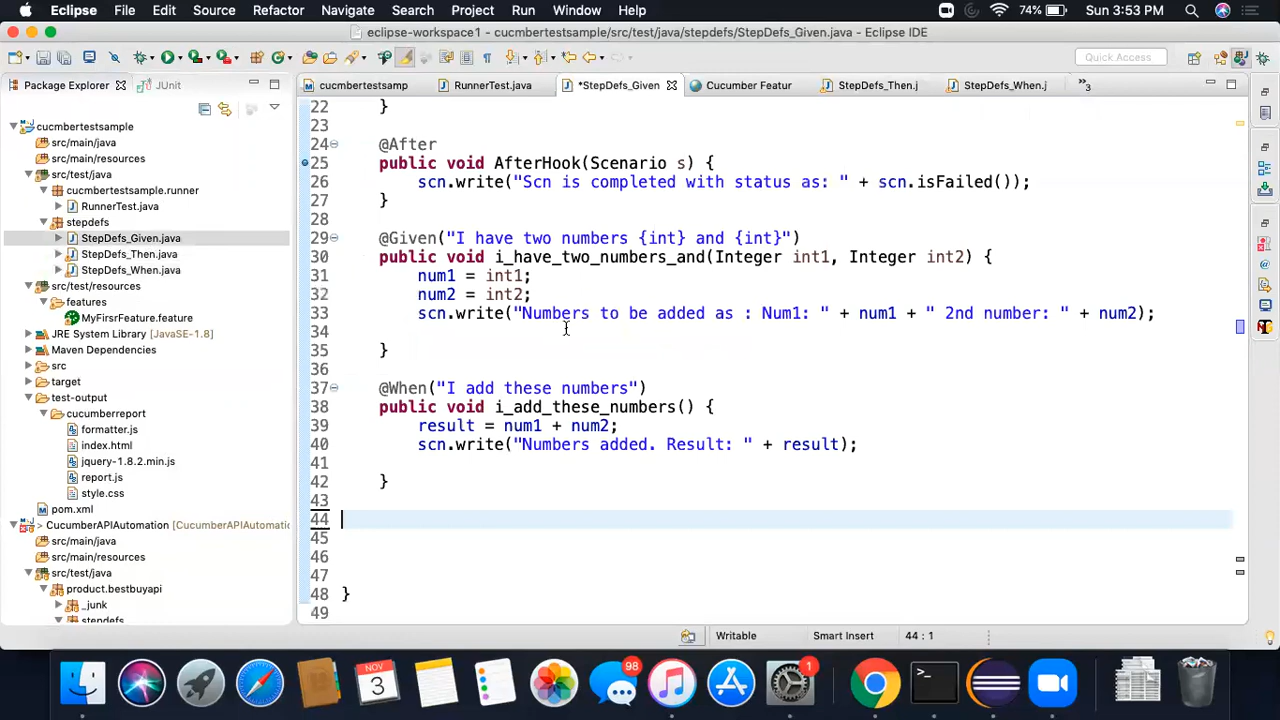 Eclipse File Edit Source Refactor Navigate Search Project Run Window Help 74% Sun 3:53 PM
eclipse-workspace1 - cucmbertestsample/src/test/java/stepdefs/StepDefs_Given.java - Eclipse IDE
Quick Access
Package Explorer JUnit
cucmbertestsamp RunnerTest.java *StepDefs_Given Cucumber Featur StepDefs_Then.j StepDefs_When.j »3
cucmbertestsample
src/main/java
src/main/resources
src/test/java
cucmbertestsample.runner
RunnerTest.java
stepdefs
StepDefs_Given.java
StepDefs_Then.java
StepDefs_When.java
src/test/resources
features
MyFirsrFeature.feature
JRE System Library [JavaSE-1.8]
Maven Dependencies
src
target
test-output
cucumberreport
formatter.js
index.html
jquery-1.8.2.min.js
report.js
style.css
pom.xml
> CucumberAPIAutomation [CucumberAPIAutomatic
src/main/java
src/main/resources
src/test/java
product.bestbuyapi
_junk
stepdefs
22 }
23
24 @After
25 public void AfterHook(Scenario s) {
26 scn.write("Scn is completed with status as: " + scn.isFailed());
27 }
28
29 @Given("I have two numbers {int} and {int}")
30 public void i_have_two_numbers_and(Integer int1, Integer int2) {
31 num1 = int1;
32 num2 = int2;
33 scn.write("Numbers to be added as : Num1: " + num1 + " 2nd number: " + num2);
34
35 }
36
37 @When("I add these numbers")
38 public void i_add_these_numbers() {
39 result = num1 + num2;
40 scn.write("Numbers added. Result: " + result);
41
42 }
43
44
45
46
47
48 }
49
Writable Smart Insert 44 : 1
NOV 3 98 1